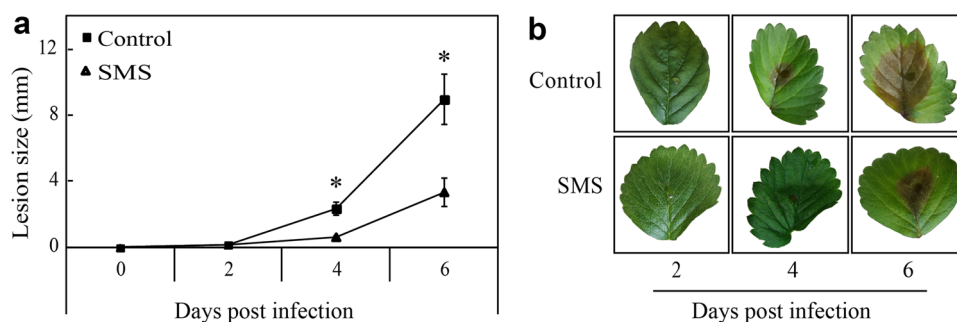 a
Control
SMS
Lesion size (mm)
12
8
4
0
*
*
0 2 4 6
Days post infection
b
Control
SMS
2 4 6
Days post infection